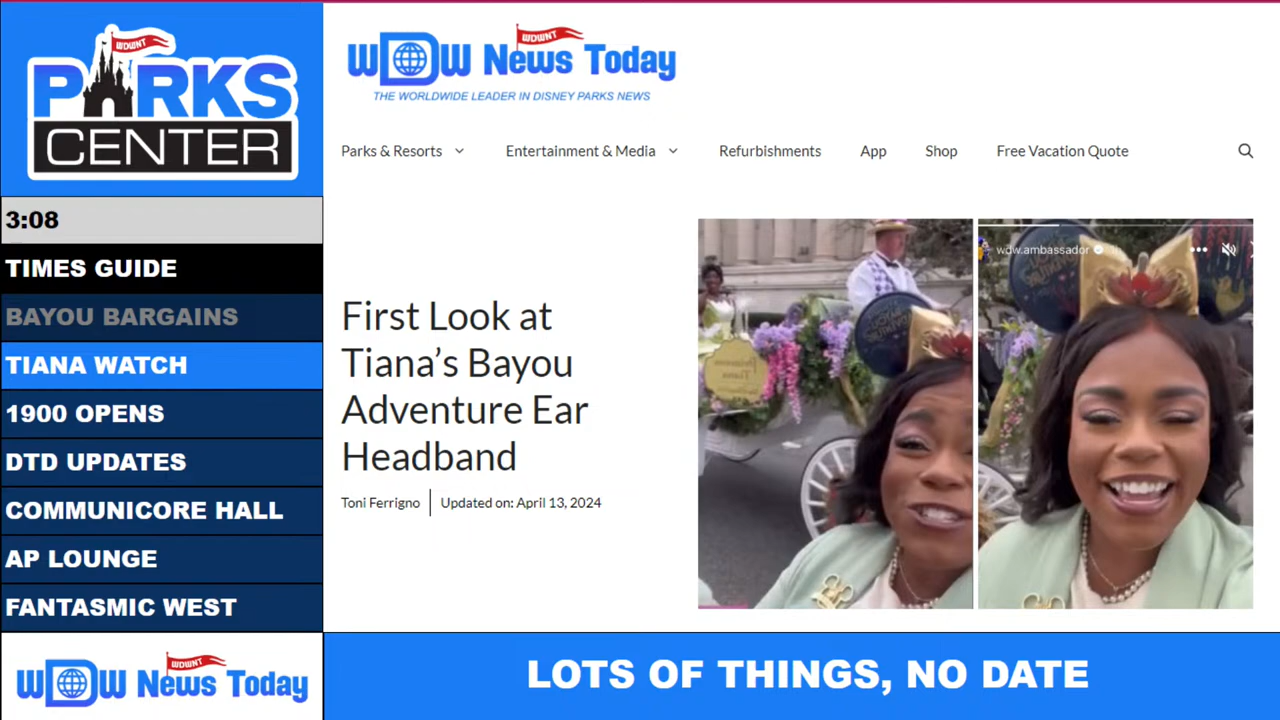 WDWNT
PARKS
CENTER
3:08
TIMES GUIDE
BAYOU BARGAINS
TIANA WATCH
1900 OPENS
DTD UPDATES
COMMUNICORE HALL
AP LOUNGE
FANTASMIC WEST
WDWNT
WDW News Today
WDWNT
WDW News Today
THE WORLDWIDE LEADER IN DISNEY PARKS NEWS
Parks & Resorts Entertainment & Media Refurbishments App Shop Free Vacation Quote
First Look at
Tiana's Bayou
Adventure Ear
Headband
Toni Ferrigno Updated on: April 13, 2024
wdw.ambassador
LOTS OF THINGS, NO DATE